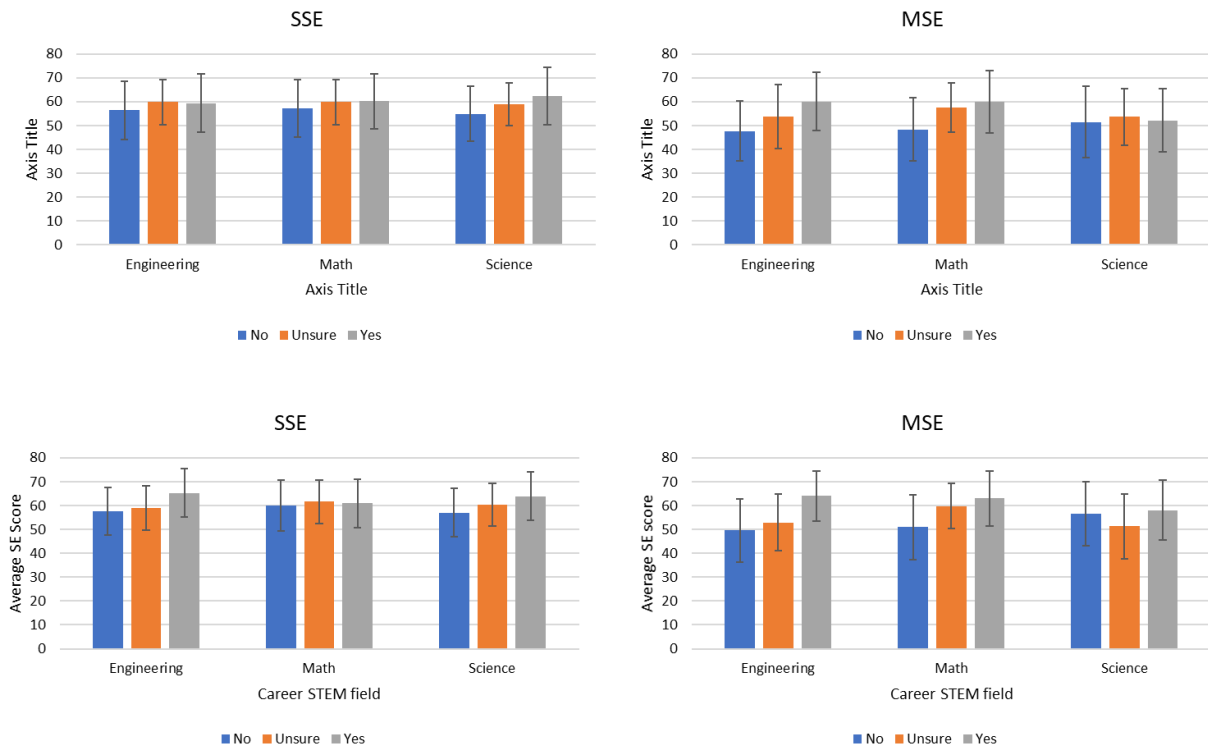 SSE
80
70
60
50
40
30
20
10
0
Axis Title
Engineering Math Science
Axis Title
No Unsure Yes
MSE
80
70
60
50
40
30
20
10
0
Axis Title
Engineering Math Science
Axis Title
No Unsure Yes
SSE
80
70
60
50
40
30
20
10
0
Average SE Score
Engineering Math Science
Career STEM field
No Unsure Yes
MSE
80
70
60
50
40
30
20
10
0
Average SE score
Engineering Math Science
Career STEM field
No Unsure Yes